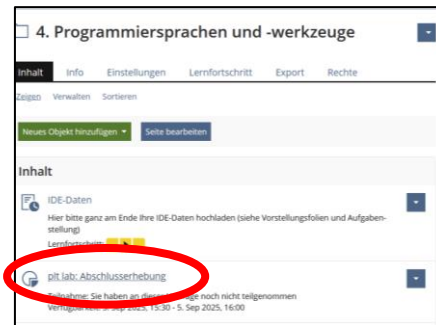 4. Programmiersprachen und -werkzeuge
Inhalt Info Einstellungen Lernfortschritt Export Rechte
Zeigen Verwalten Sortieren
Neues Objekt hinzufügen Seite bearbeiten
Inhalt
IDE-Daten
Hier bitte ganz am Ende Ihre IDE-Daten hochladen (siehe Vorstellungsfolien und Aufgaben-
stellung)
Lernfortschritt:
plt lab: Abschlusserhebung
Teilnahme: Sie haben an dieser noch nicht teilgenommen
5. Sep 2025, 15:30 - 5. Sep 2025, 16:00